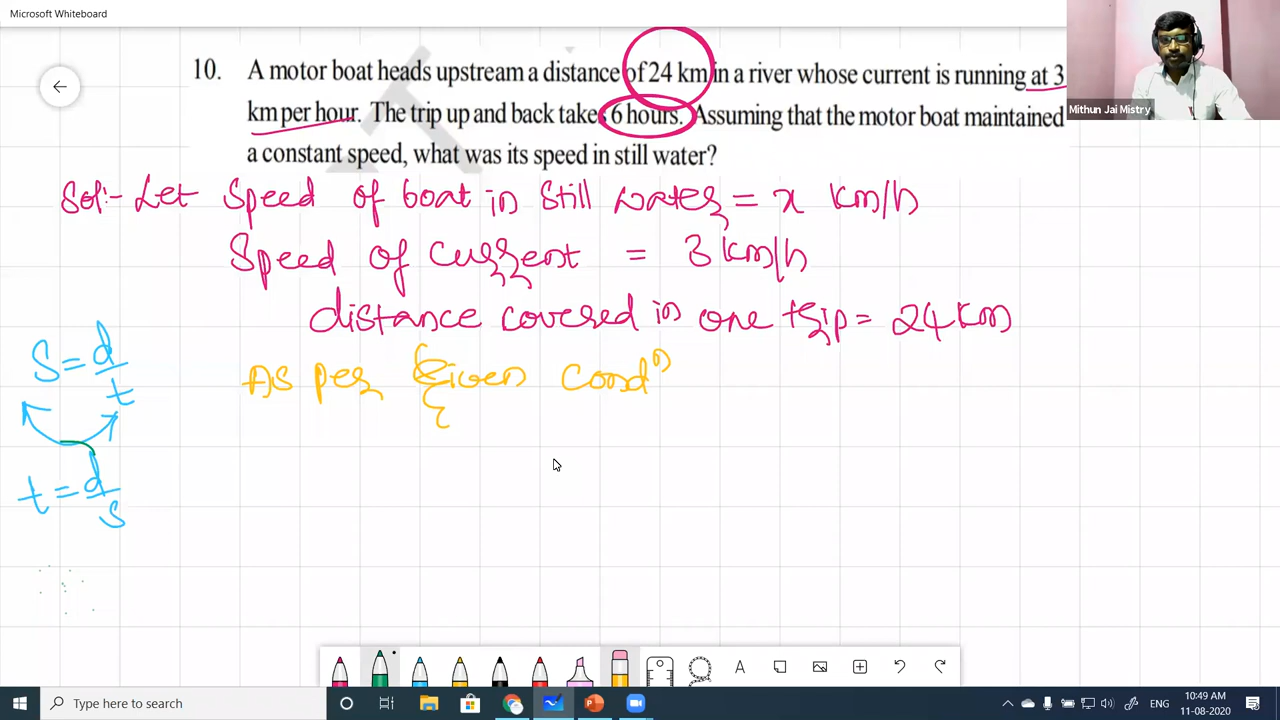 Microsoft Whiteboard
10. A motor boat heads upstream a distance of 24 km in a river whose current is running at 3
km per hour. The trip up and back takes 6 hours. Assuming that the motor boat maintained
a constant speed, what was its speed in still water?
Mithun Jai Mistry
Sol:- Let Speed of boat in Still water = x km/h
Speed of Current = 3 km/h
distance covered in one trip = 24 km
S = d/t
As per Given Condn
t = d/s
A
Type here to search
ENG
10:49 AM
11-08-2020